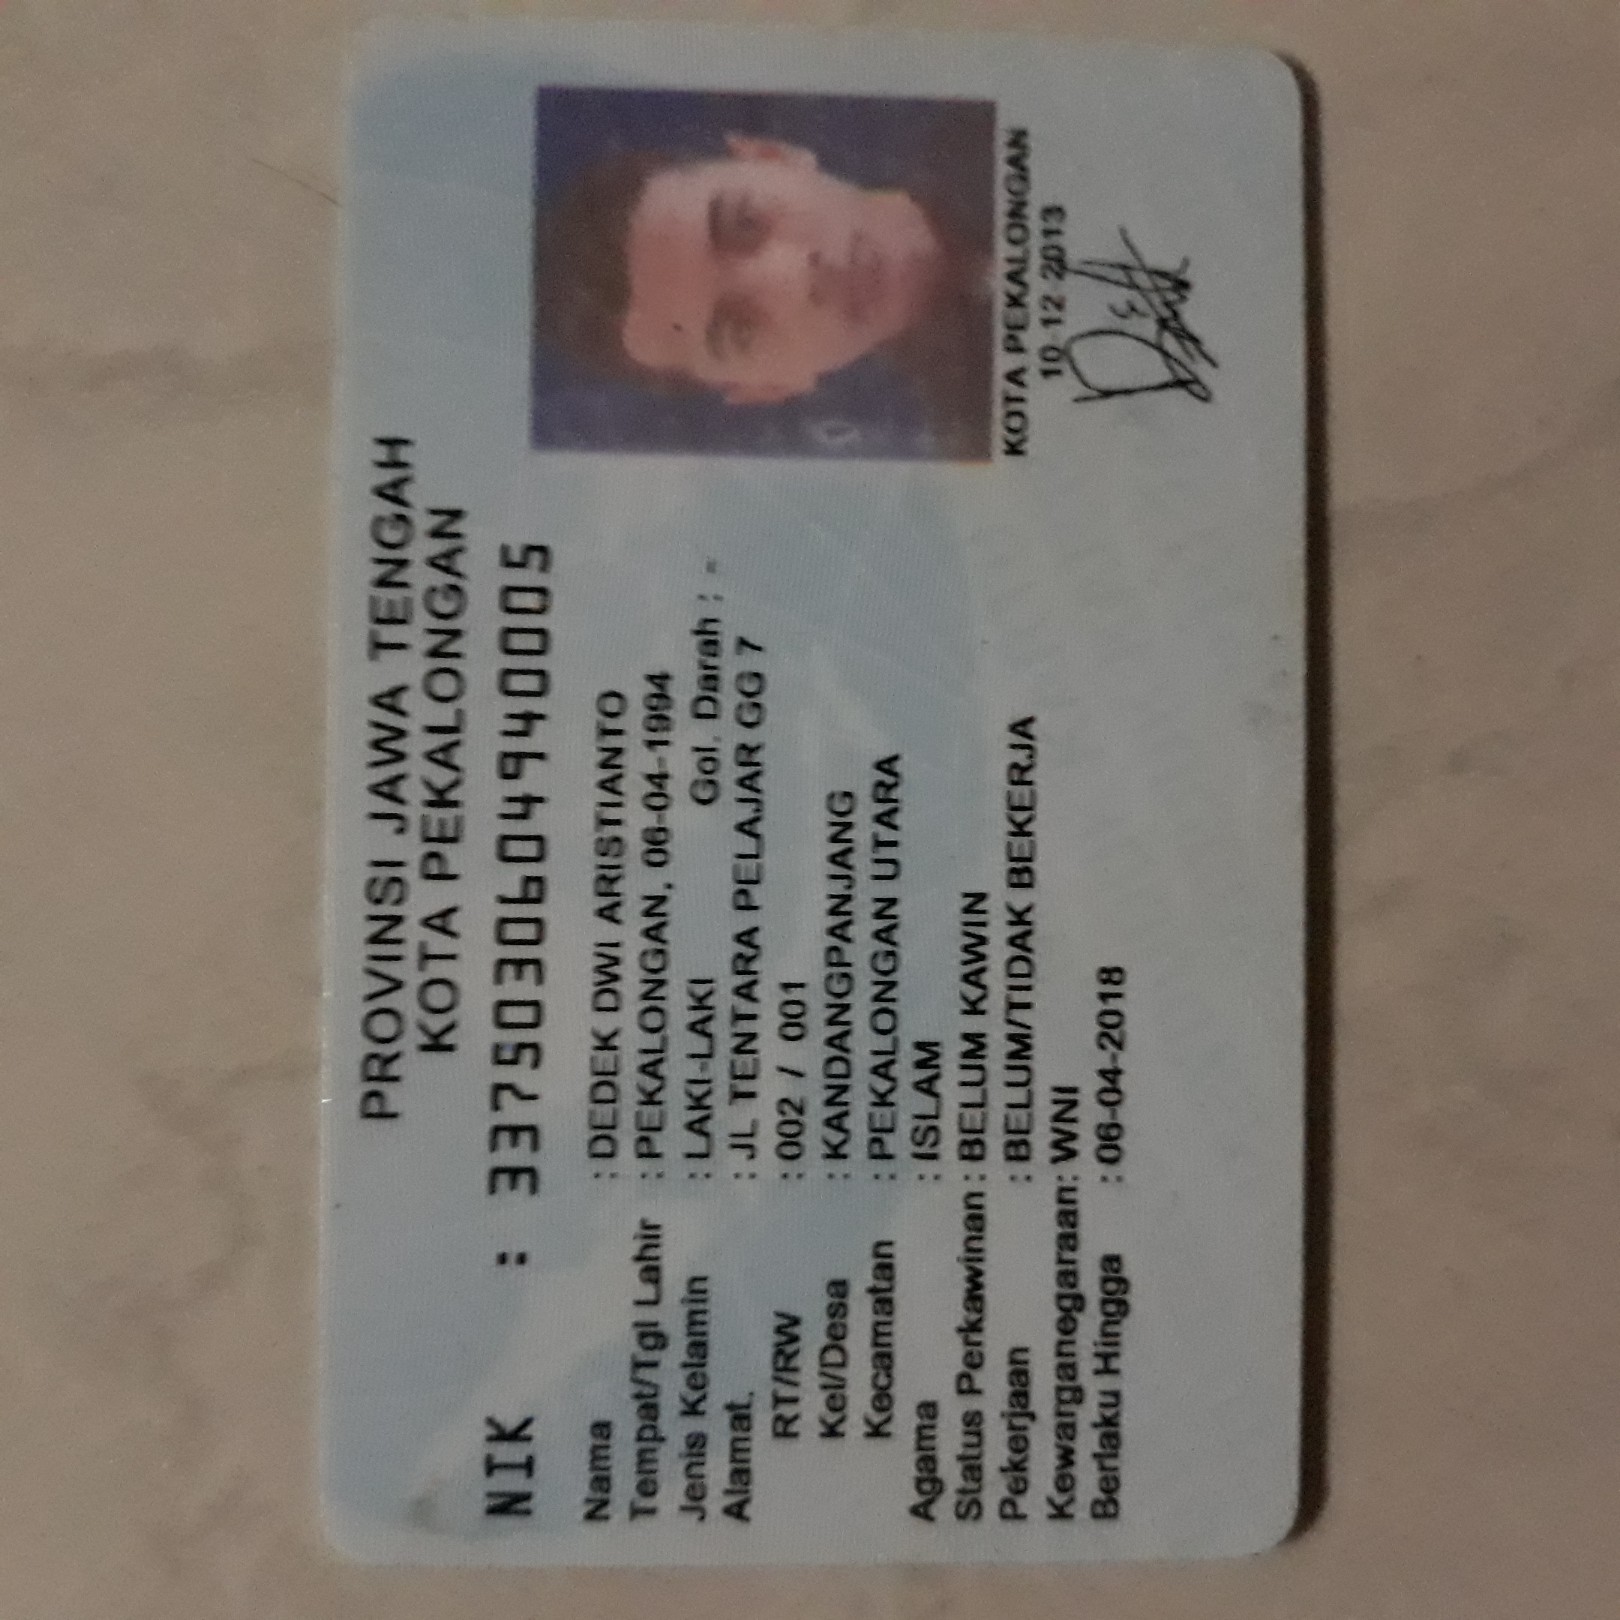 PROVINSI JAWA TENGAH
KOTA PEKALONGAN
NIK : 3375030604940005
Nama : DEDEK DWI ARISTIANTO
Tempat/Tgl Lahir : PEKALONGAN, 06-04-1994
Jenis Kelamin : LAKI-LAKI Gol. Darah : -
Alamat. : JL TENTARA PELAJAR GG 7
RT/RW : 002 / 001
Kel/Desa : KANDANGPANJANG
Kecamatan : PEKALONGAN UTARA
Agama : ISLAM
Status Perkawinan : BELUM KAWIN
Pekerjaan : BELUM/TIDAK BEKERJA
Kewarganegaraan: WNI
Berlaku Hingga : 06-04-2018
KOTA PEKALONGAN
10-12-2013